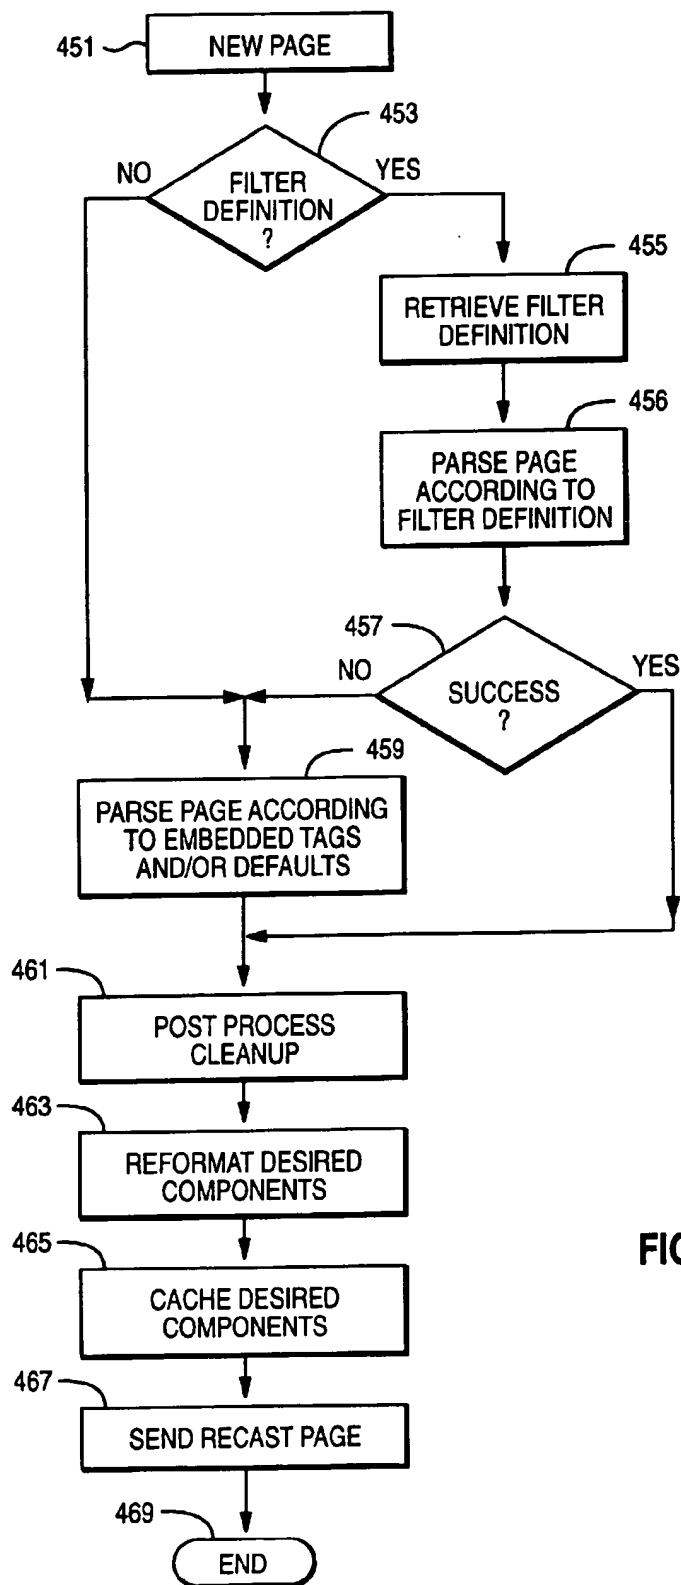 451
NEW PAGE
453
NO
YES
FILTER
DEFINITION
?
455
RETRIEVE FILTER
DEFINITION
456
PARSE PAGE
ACCORDING TO
FILTER DEFINITION
457
NO
YES
SUCCESS
?
459
PARSE PAGE ACCORDING
TO EMBEDDED TAGS
AND/OR DEFAULTS
461
POST PROCESS
CLEANUP
463
REFORMAT DESIRED
COMPONENTS
465
CACHE DESIRED
COMPONENTS
467
SEND RECAST PAGE
469
END